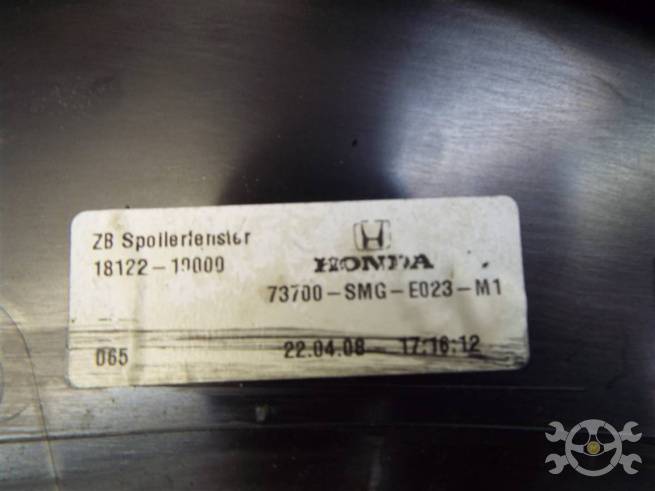 ZB Spoilerfenster
18122-19000
HONDA
73700-SMG-E023-M1
065 22.04.08 17:16:12